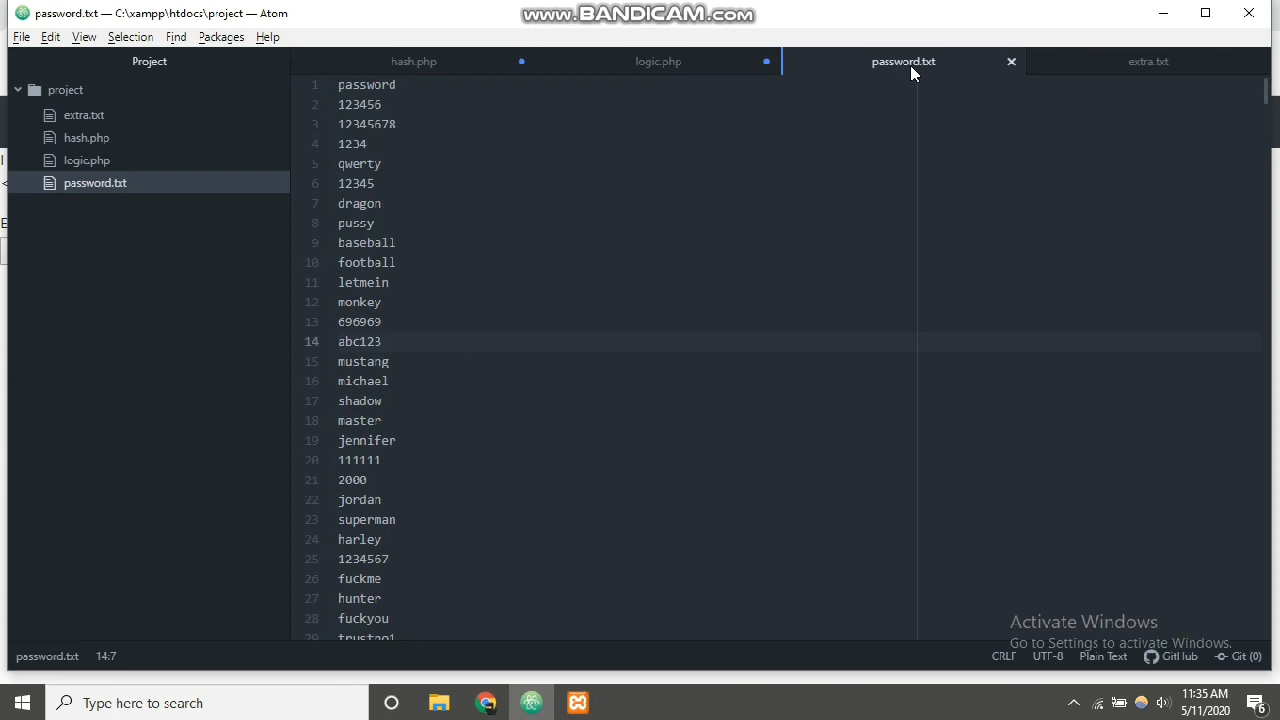 password.txt — C:\xampp\htdocs\project — Atom
www.BANDICAM.com
File Edit View Selection Find Packages Help
Project
hash.php
logic.php
password.txt
extra.txt
project
extra.txt
hash.php
logic.php
password.txt
1 password
2 123456
3 12345678
4 1234
5 qwerty
6 12345
7 dragon
8 pussy
9 baseball
10 football
11 letmein
12 monkey
13 696969
14 abc123
15 mustang
16 michael
17 shadow
18 master
19 jennifer
20 111111
21 2000
22 jordan
23 superman
24 harley
25 1234567
26 fuckme
27 hunter
28 fuckyou
29 trustno1
Activate Windows
Go to Settings to activate Windows.
password.txt 14:7
CRLF UTF-8 Plain Text GitHub Git (0)
Type here to search
11:35 AM
5/11/2020
6